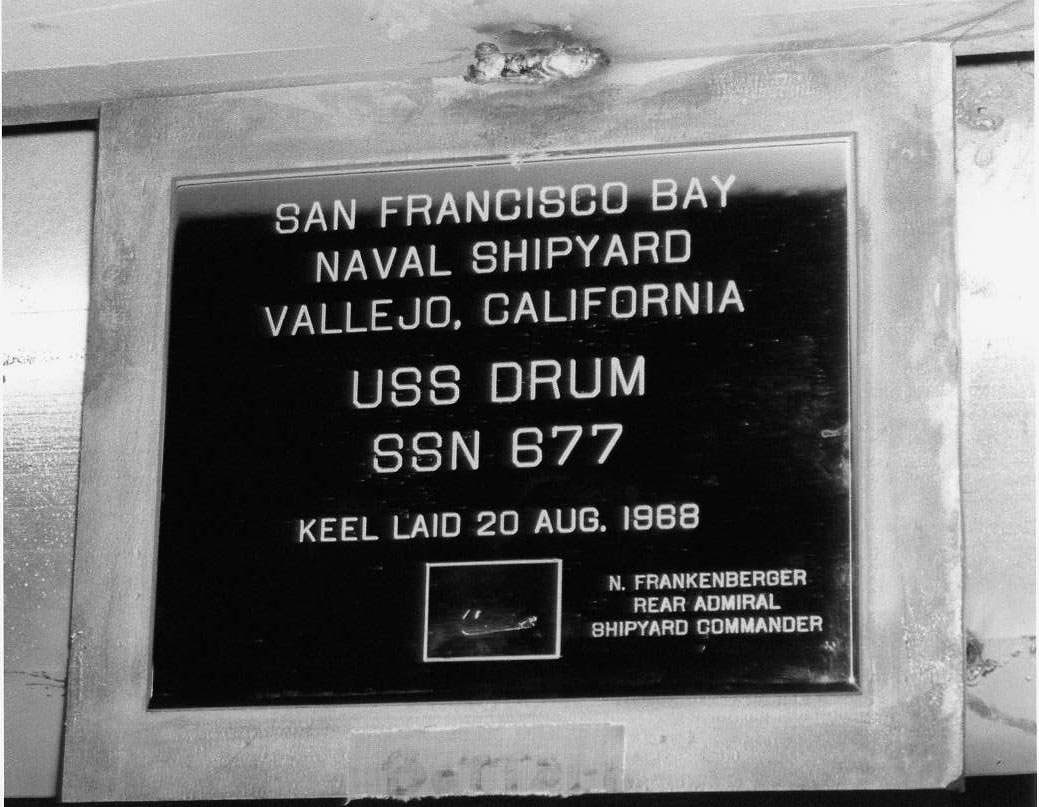 SAN FRANCISCO BAY
NAVAL SHIPYARD
VALLEJO, CALIFORNIA
USS DRUM
SSN 677
KEEL LAID 20 AUG. 1968
N. FRANKENBERGER
REAR ADMIRAL
SHIPYARD COMMANDER